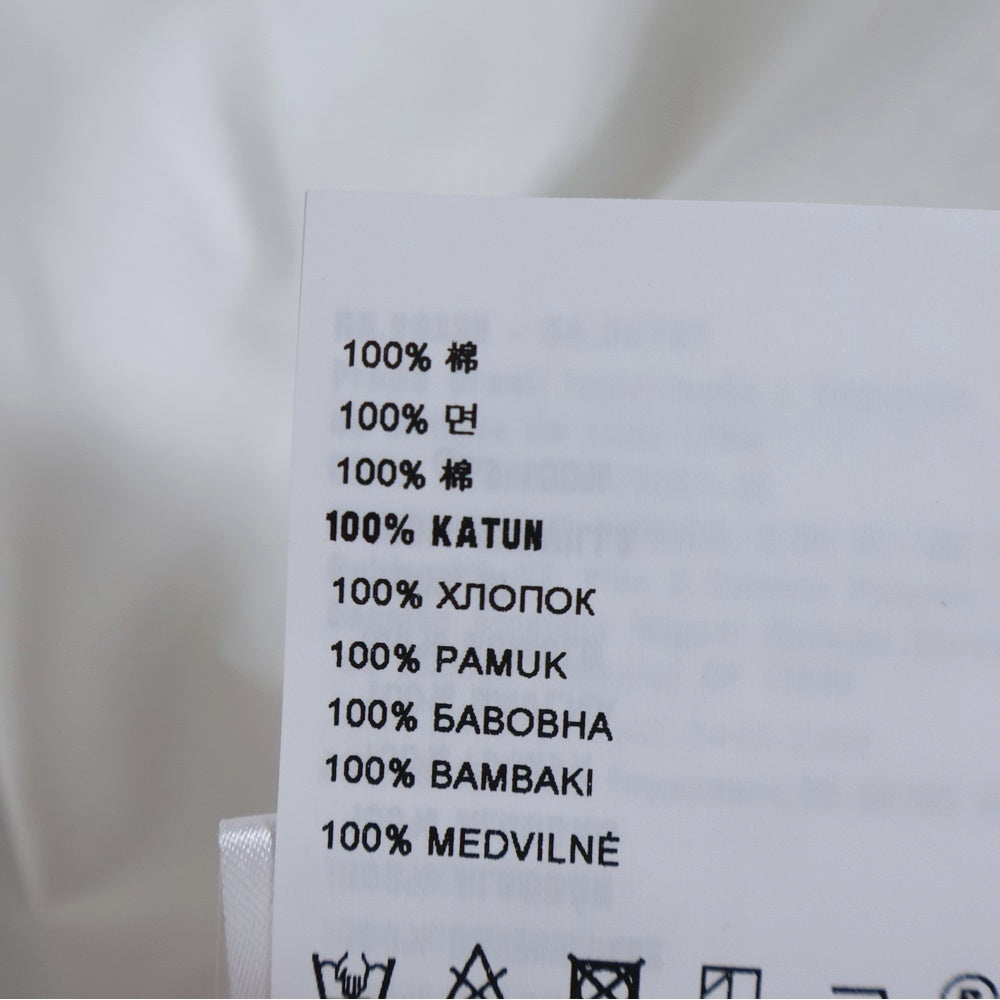 100% 棉
100% 면
100% 棉
100% KATUN
100% ХЛОПОК
100% PAMUK
100% БАВОВНА
100% BAMBAKI
100% MEDVILNĖ